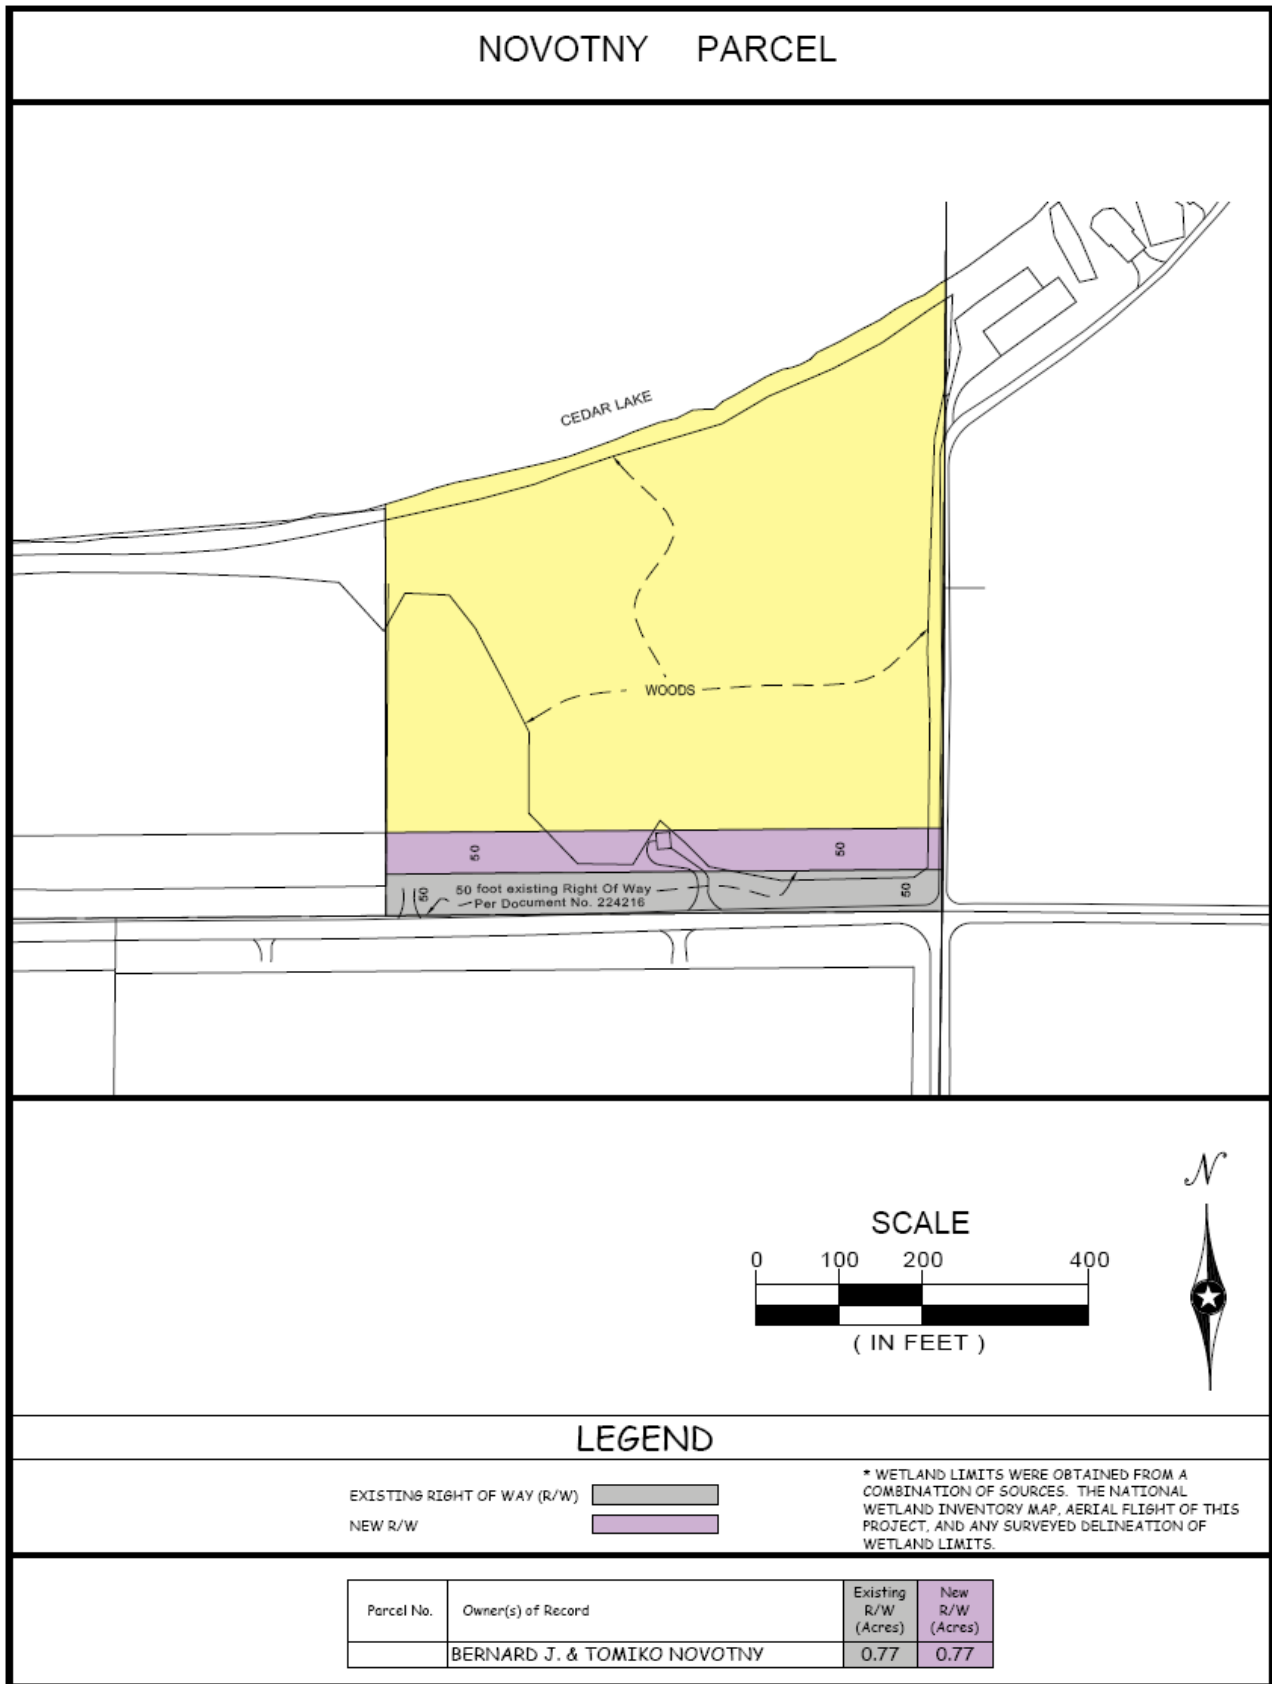 NOVOTNY PARCEL
CEDAR LAKE
WOODS
50
50
50
50 foot existing Right Of Way
Per Document No. 224216
50
N
SCALE
0 100 200 400
( IN FEET )
LEGEND
EXISTING RIGHT OF WAY (R/W)
NEW R/W
* WETLAND LIMITS WERE OBTAINED FROM A
COMBINATION OF SOURCES. THE NATIONAL
WETLAND INVENTORY MAP, AERIAL FLIGHT OF THIS
PROJECT, AND ANY SURVEYED DELINEATION OF
WETLAND LIMITS.
Parcel No.
Owner(s) of Record
Existing
R/W
(Acres)
New
R/W
(Acres)
BERNARD J. & TOMIKO NOVOTNY 0.77 0.77